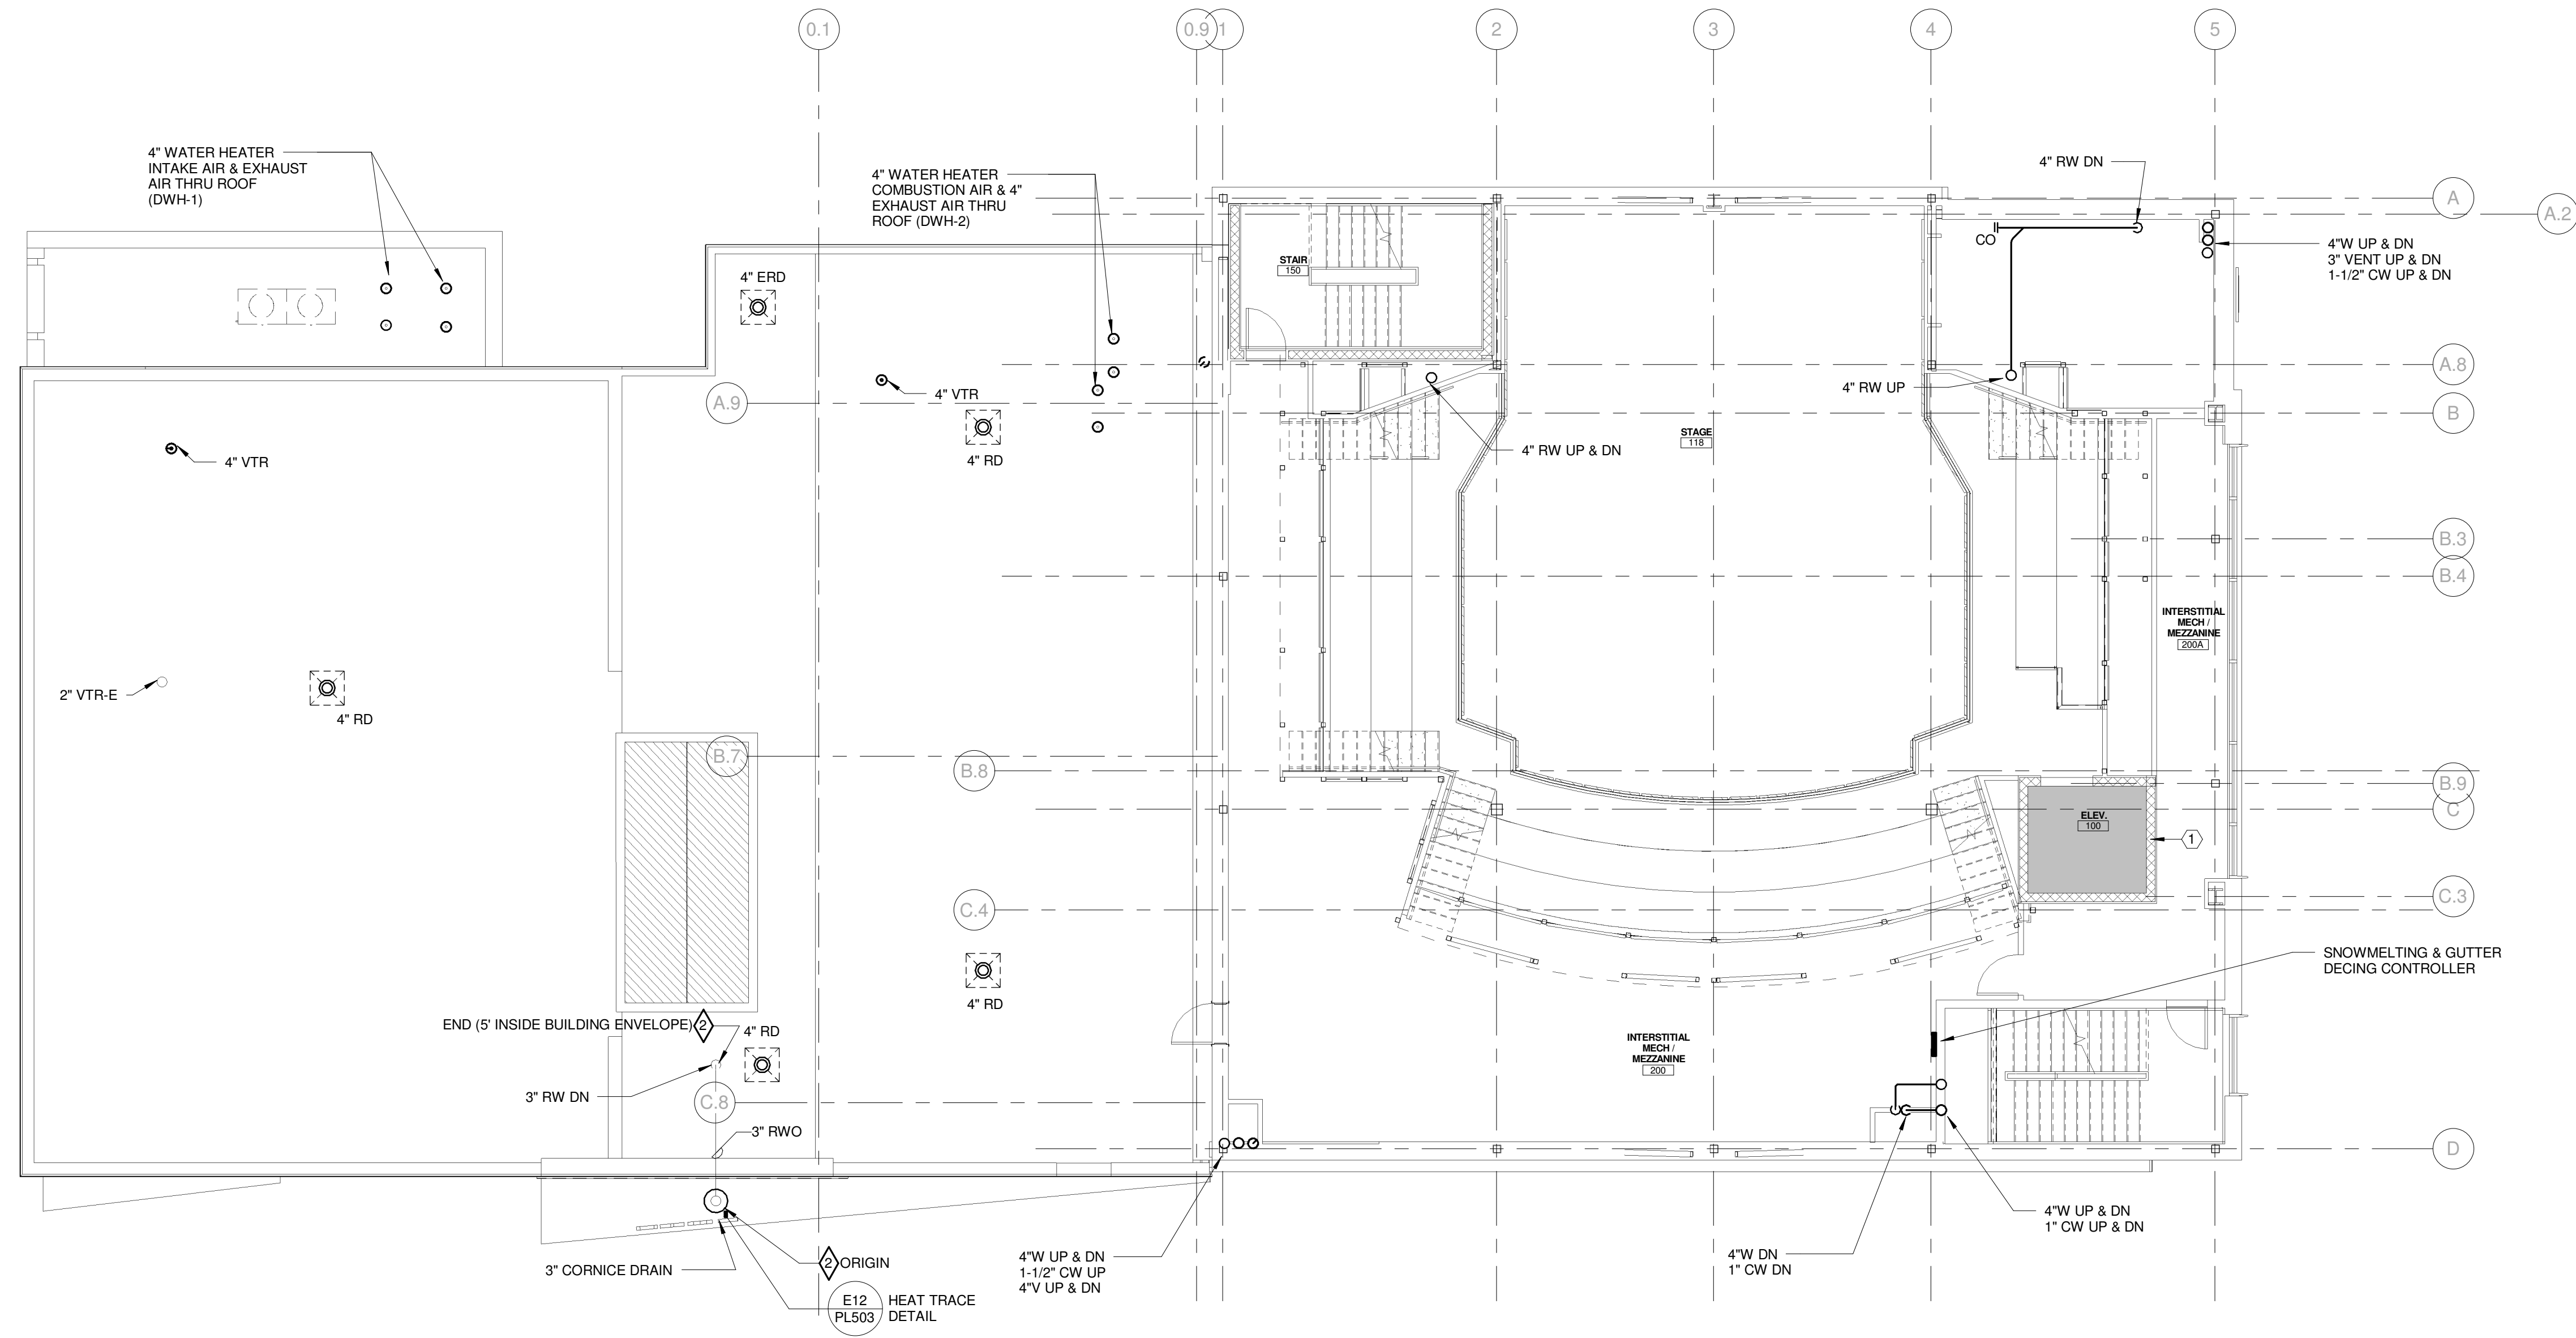 0.1
0.9
1
2
3
4
5
4" WATER HEATER
INTAKE AIR & EXHAUST
AIR THRU ROOF
(DWH-1)
4" WATER HEATER
COMBUSTION AIR & 4"
EXHAUST AIR THRU
ROOF (DWH-2)
4" RW DN
A
A.2
CO
4"W UP & DN
3" VENT UP & DN
1-1/2" CW UP & DN
STAIR
150
4" ERD
A.8
4" VTR
4" RW UP
A.9
B
4" RD
STAGE
118
4" RW UP & DN
4" VTR
B.3
B.4
INTERSTITIAL
MECH /
MEZZANINE
200A
2" VTR-E
4" RD
B.7
B.8
B.9
C
ELEV.
100
1
C.4
C.3
SNOWMELTING & GUTTER
DECING CONTROLLER
4" RD
END (5' INSIDE BUILDING ENVELOPE)
2
4" RD
INTERSTITIAL
MECH /
MEZZANINE
200
3" RW DN
C.8
3" RWO
D
4"W UP & DN
1" CW UP & DN
4"W UP & DN
1-1/2" CW UP
4"V UP & DN
4"W DN
1" CW DN
2
ORIGIN
3" CORNICE DRAIN
E12
PL503
HEAT TRACE
DETAIL